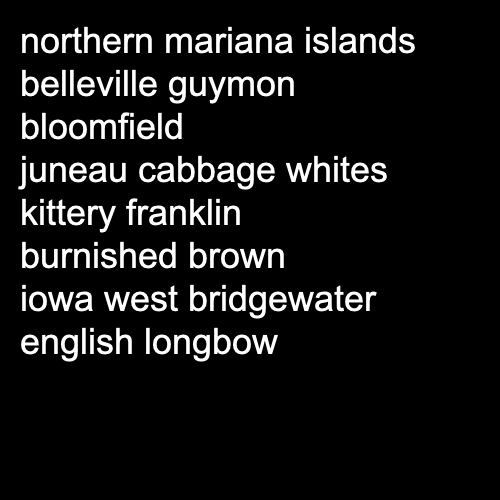 northern mariana islands
belleville guymon
bloomfield
juneau cabbage whites
kittery franklin
burnished brown
iowa west bridgewater
english longbow